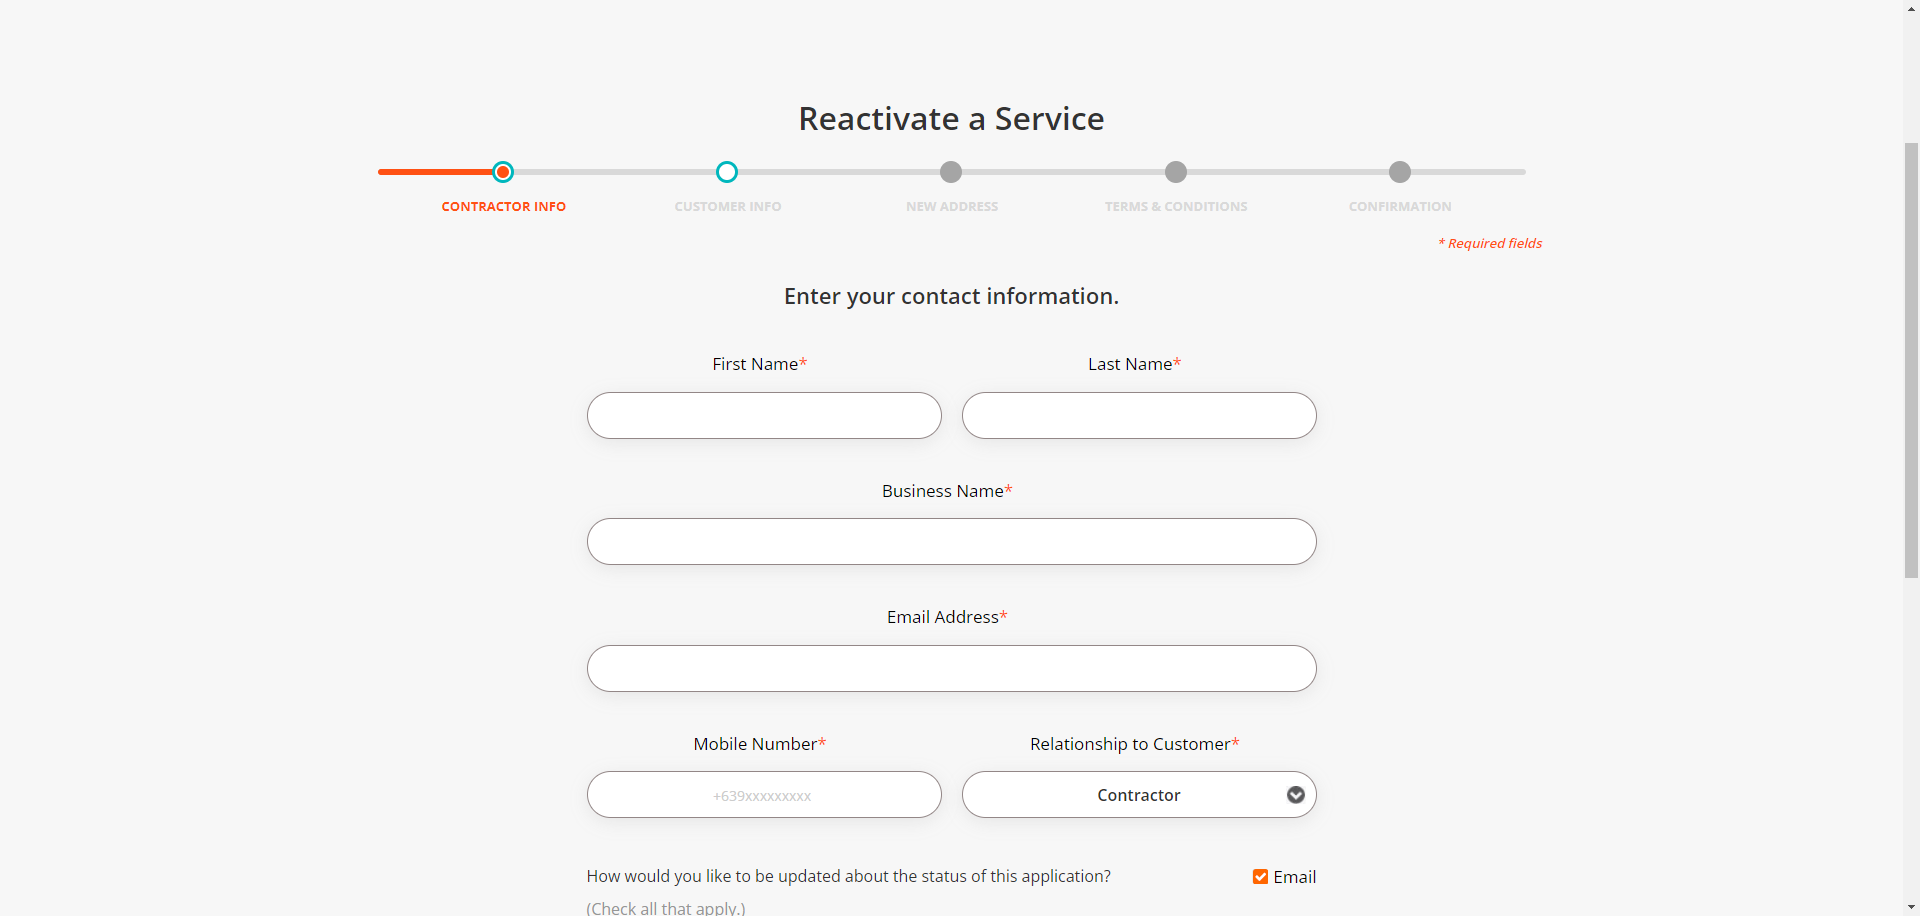 Reactivate a Service
CONTRACTOR INFO
CUSTOMER INFO
NEW ADDRESS
TERMS & CONDITIONS
CONFIRMATION
* Required fields
Enter your contact information.
First Name*
Last Name*
Business Name*
Email Address*
Mobile Number*
Relationship to Customer*
+639xxxxxxxxx
Contractor
How would you like to be updated about the status of this application?
Email
(Check all that apply.)